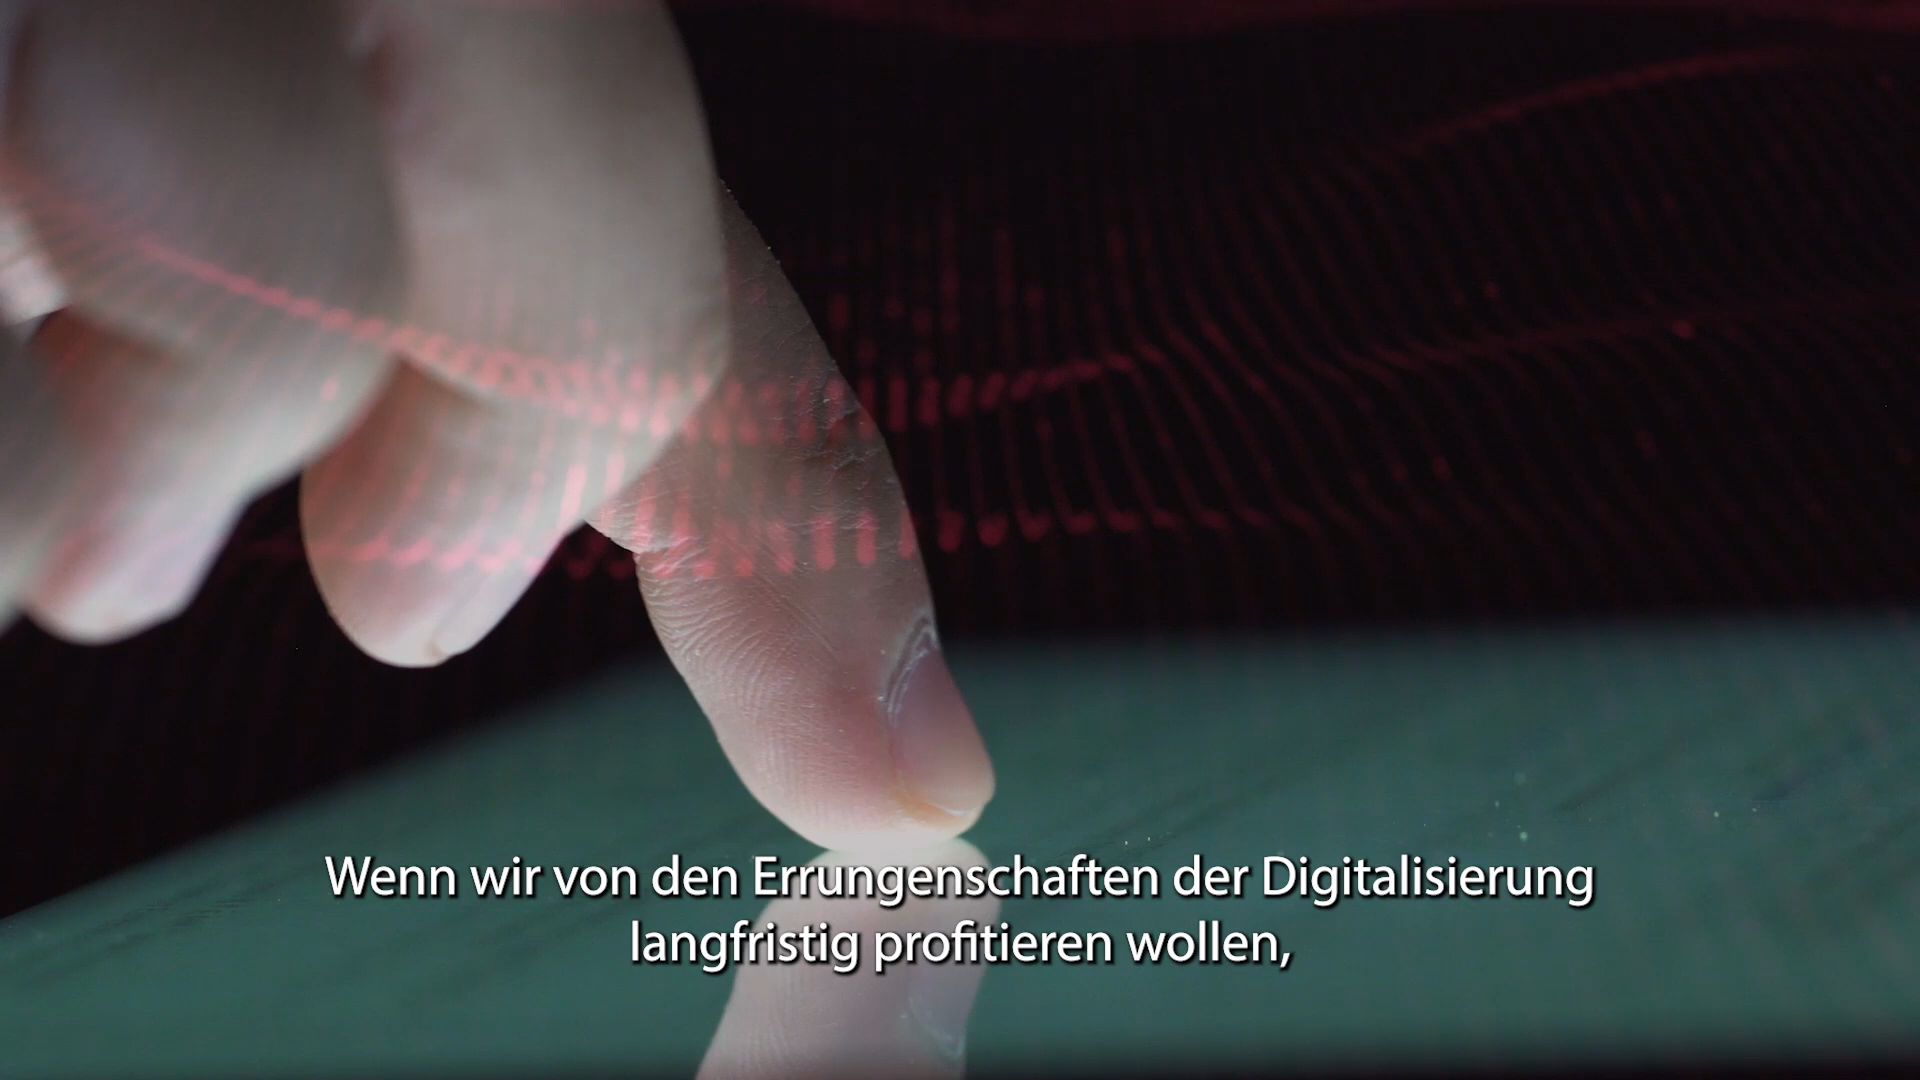 Wenn wir von den Errungenschaften der Digitalisierung
langfristig profitieren wollen,